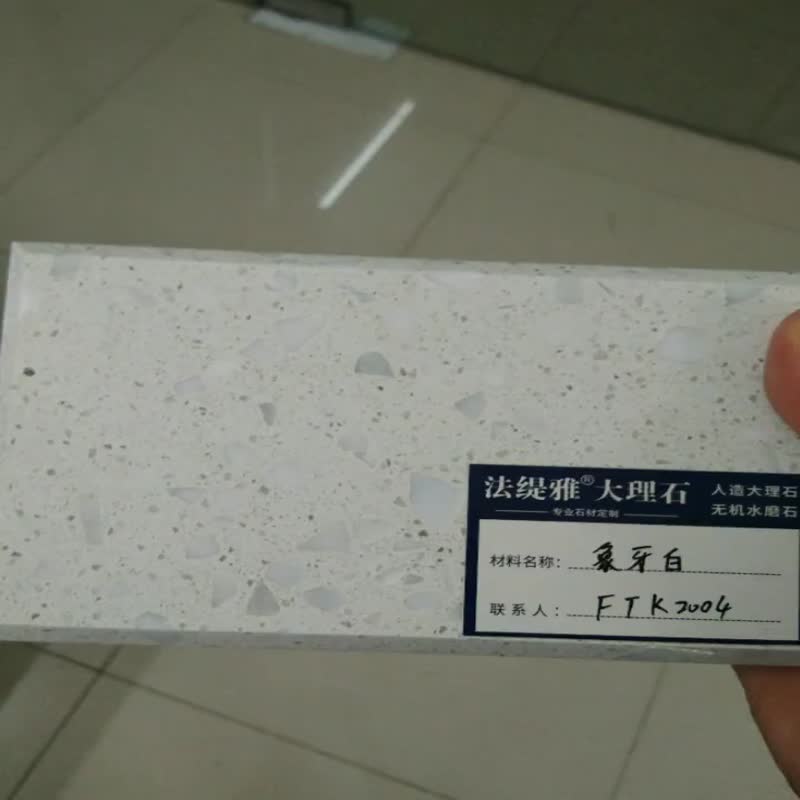 法缇雅®大理石
专业石材定制
人造大理石
无机水磨石
材料名称：象牙白
联系人：FTK2004